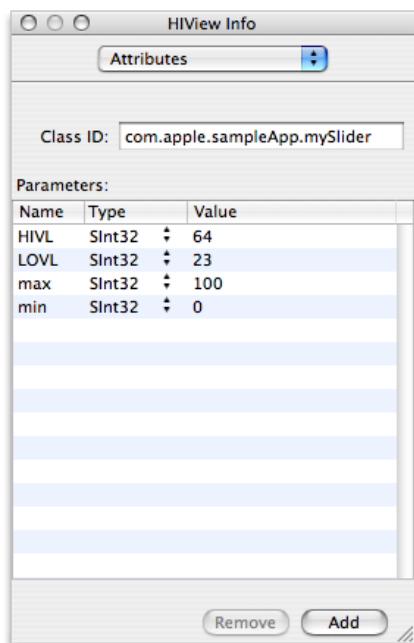 HIView Info
Attributes
Class ID: com.apple.sampleApp.mySlider
Parameters:
Name Type Value
HIVL SInt32 64
LOVL SInt32 23
max SInt32 100
min SInt32 0
Remove Add